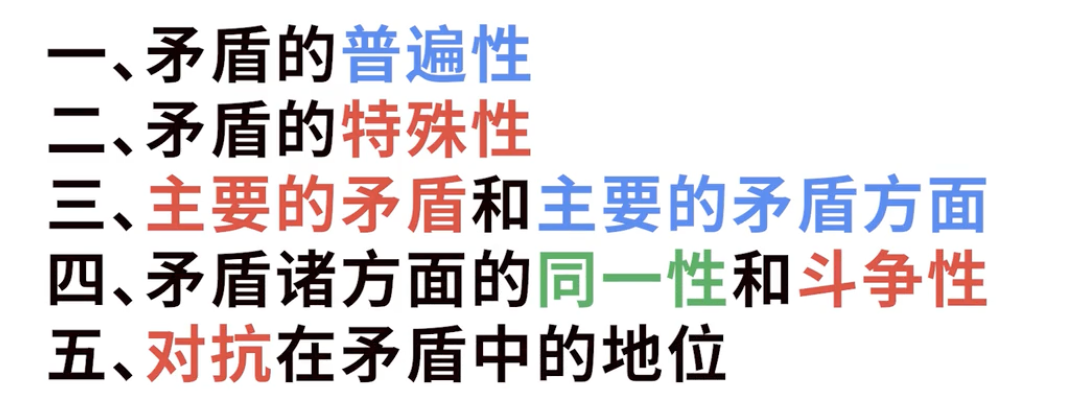 一、矛盾的普遍性
二、矛盾的特殊性
三、主要的矛盾和主要的矛盾方面
四、矛盾诸方面的同一性和斗争性
五、对抗在矛盾中的地位